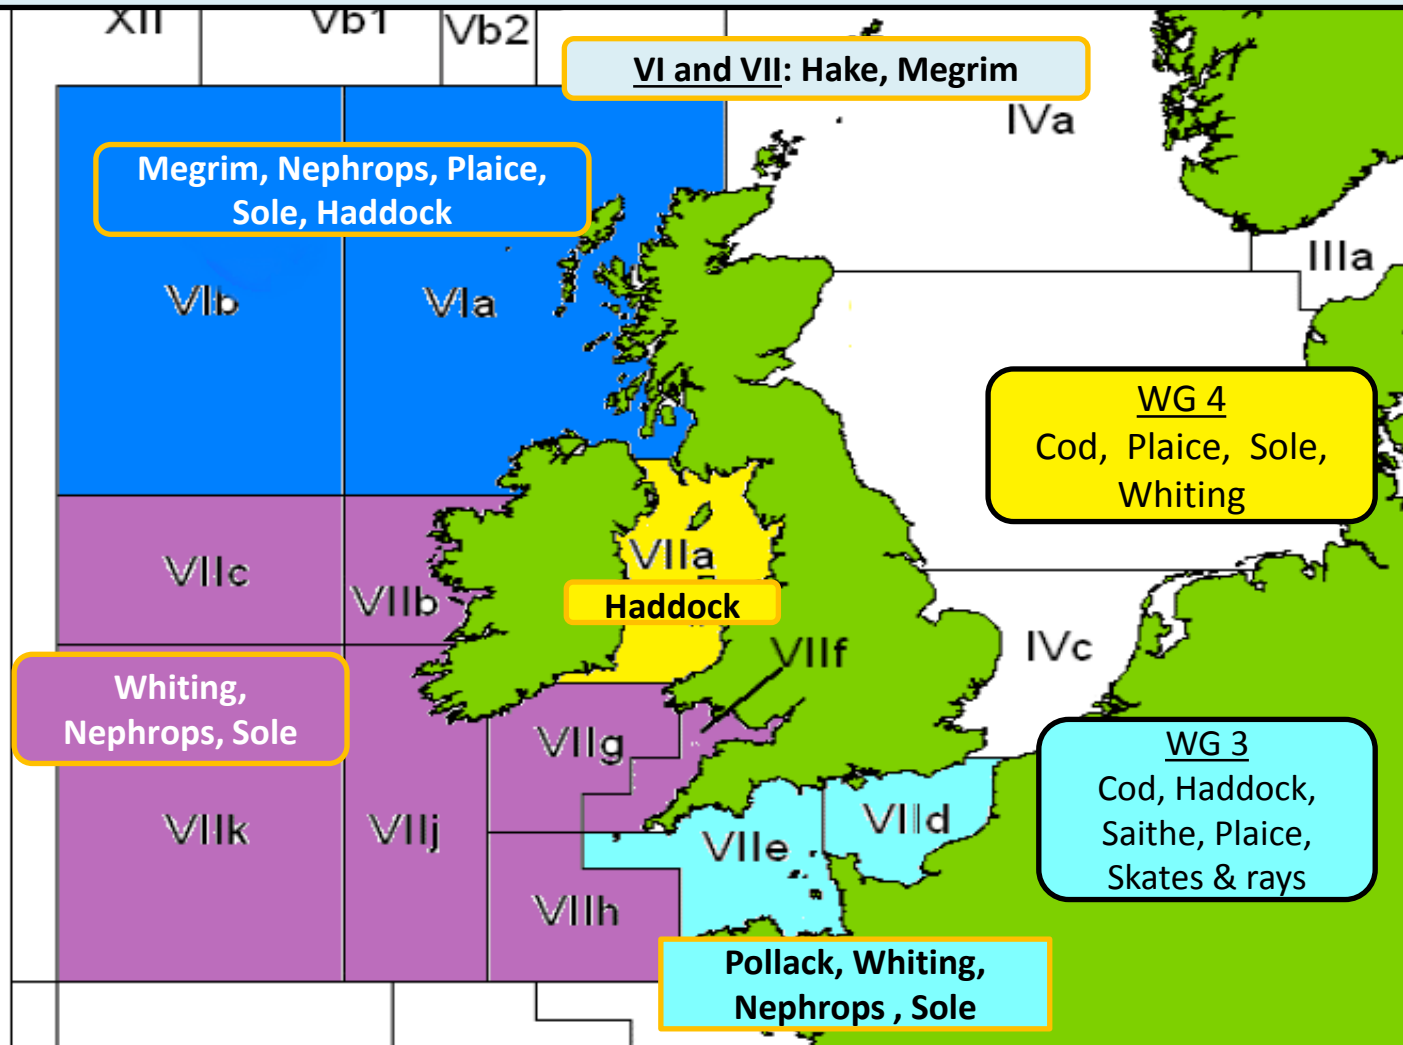 XII
Vb1
Vb2
VI and VII: Hake, Megrim
IVa
Megrim, Nephrops, Plaice,
Sole, Haddock
IIIa
VIb
VIa
WG 4
Cod, Plaice, Sole,
Whiting
VIIc
VIIb
VIIa
Haddock
VIIf
IVc
Whiting,
Nephrops, Sole
VIIg
WG 3
Cod, Haddock,
Saithe, Plaice,
Skates & rays
VIIk
VIIj
VIIe
VIId
VIIh
Pollack, Whiting,
Nephrops , Sole